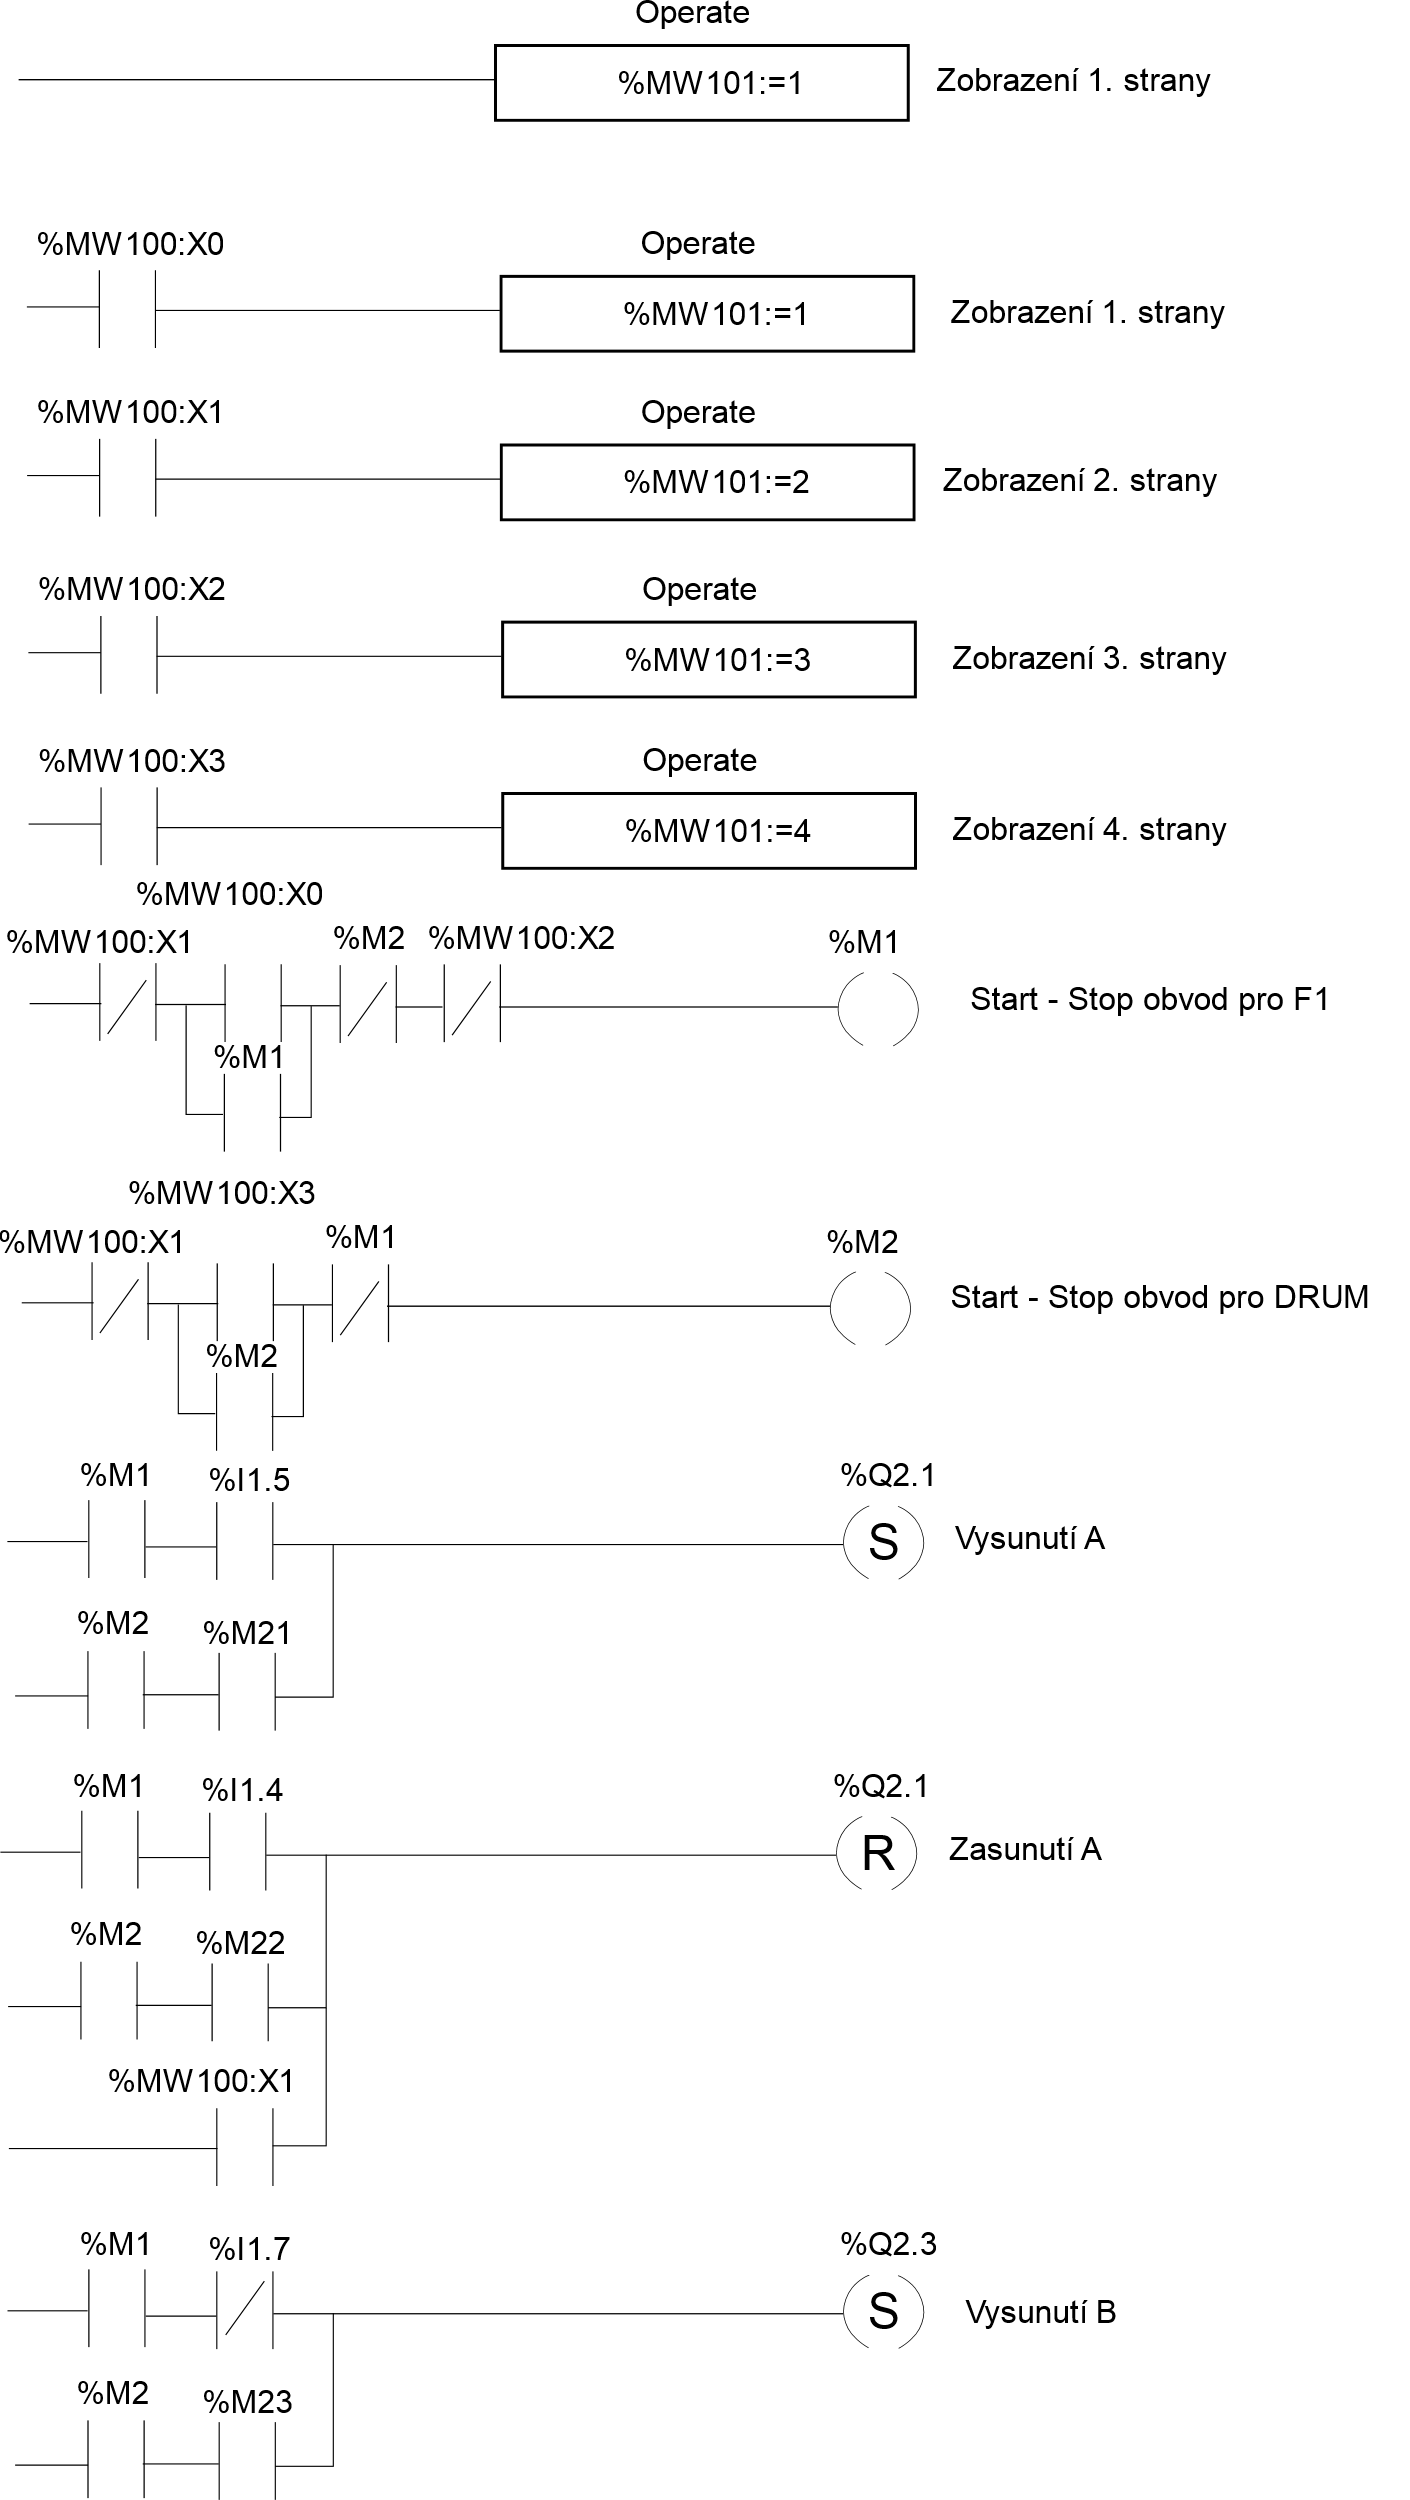 Operate
%MW101:=1 Zobrazení 1. strany
%MW100:X0 Operate
%MW101:=1 Zobrazení 1. strany
%MW100:X1 Operate
%MW101:=2 Zobrazení 2. strany
%MW100:X2 Operate
%MW101:=3 Zobrazení 3. strany
%MW100:X3 Operate
%MW101:=4 Zobrazení 4. strany
%MW100:X0
%MW100:X1 %M2 %MW100:X2 %M1
Start - Stop obvod pro F1
%M1
%MW100:X3
%MW100:X1 %M1 %M2
Start - Stop obvod pro DRUM
%M2
%M1 %I1.5 %Q2.1
S Vysunutí A
%M2 %M21
%M1 %I1.4 %Q2.1
R Zasunutí A
%M2 %M22
%MW100:X1
%M1 %I1.7 %Q2.3
S Vysunutí B
%M2 %M23